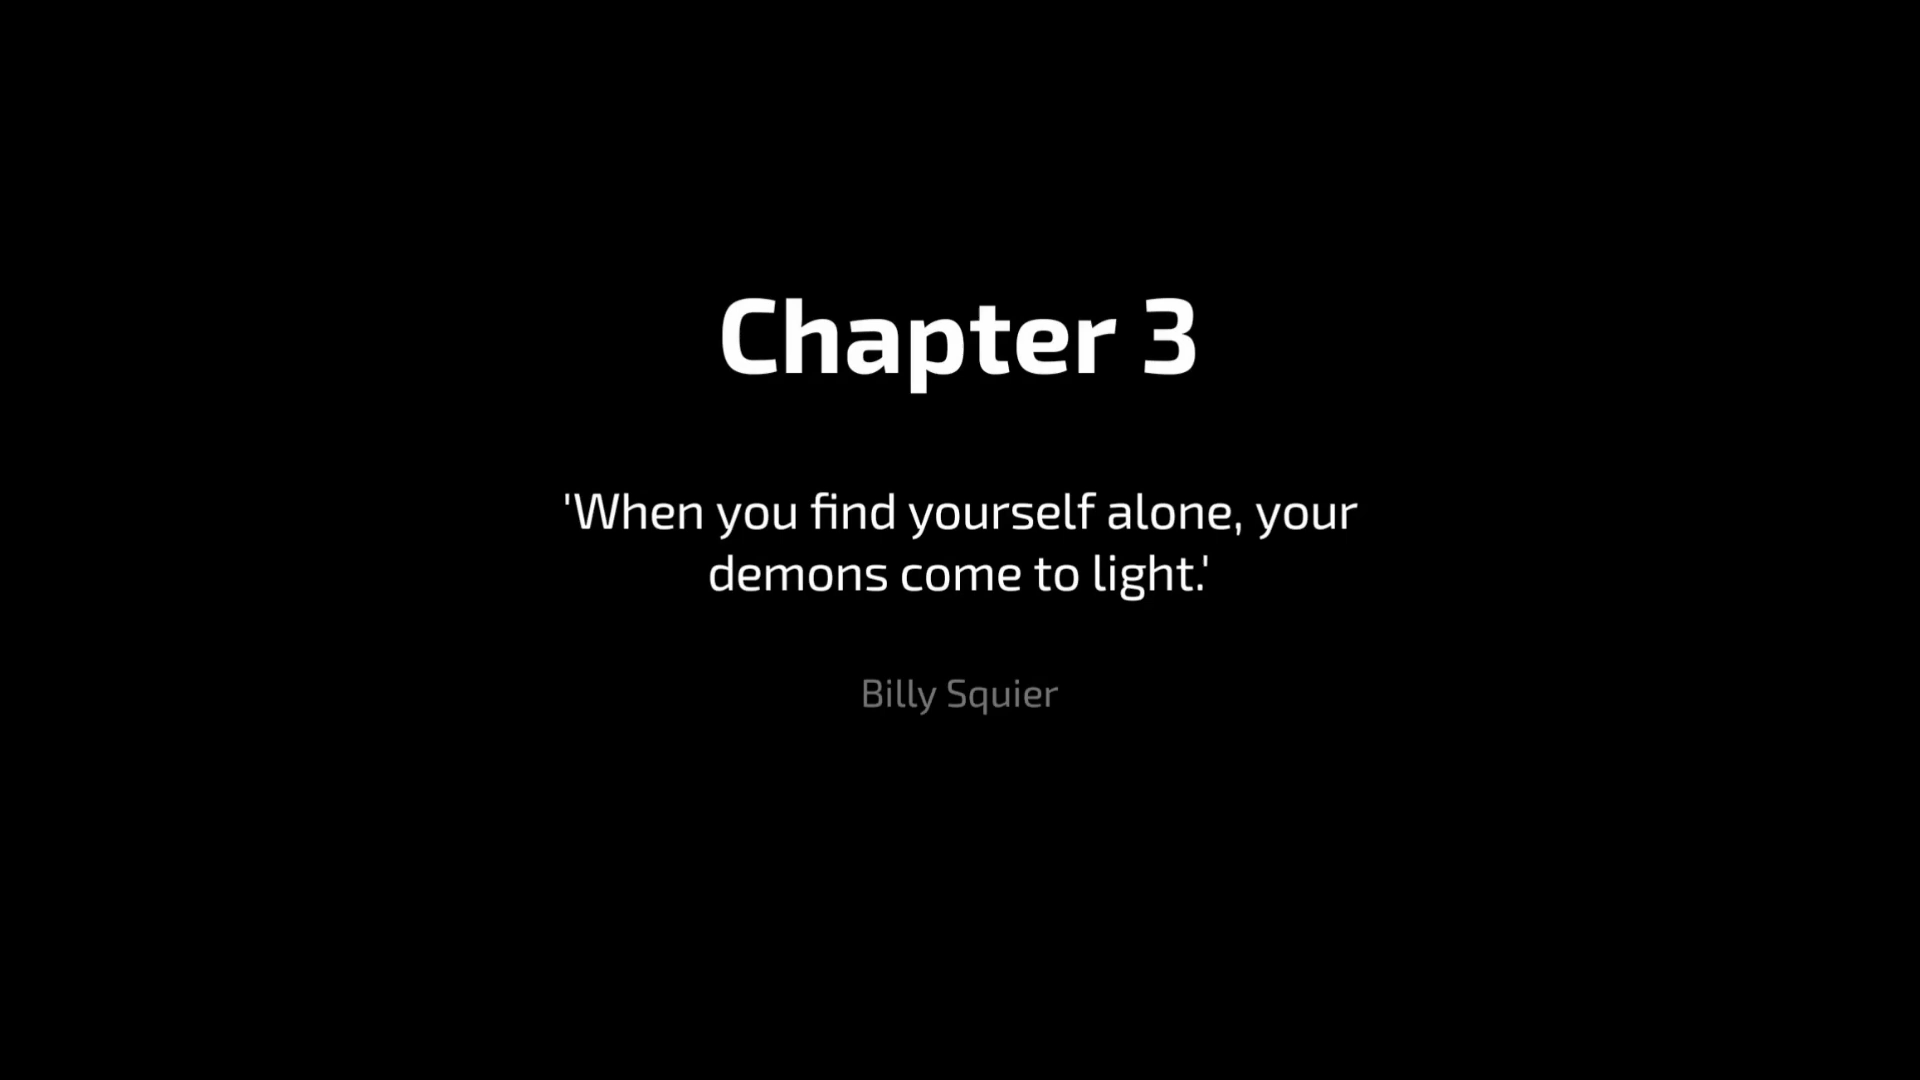 Chapter 3
'When you find yourself alone, your
demons come to light.'
Billy Squier